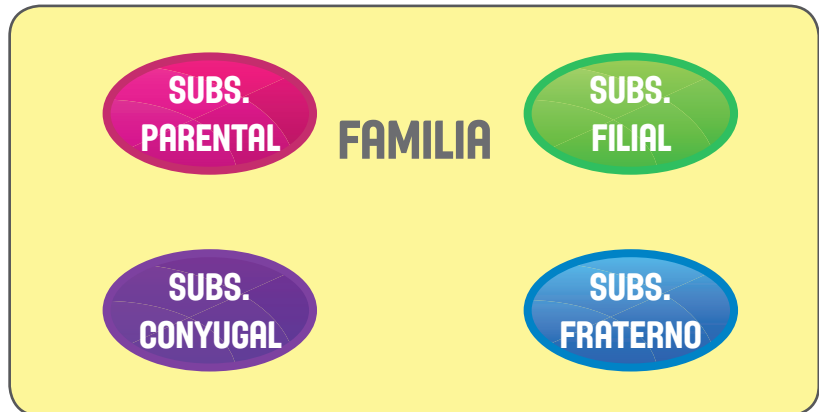 SUBS.
PARENTAL
FAMILIA
SUBS.
FILIAL
SUBS.
CONYUGAL
SUBS.
FRATERNO